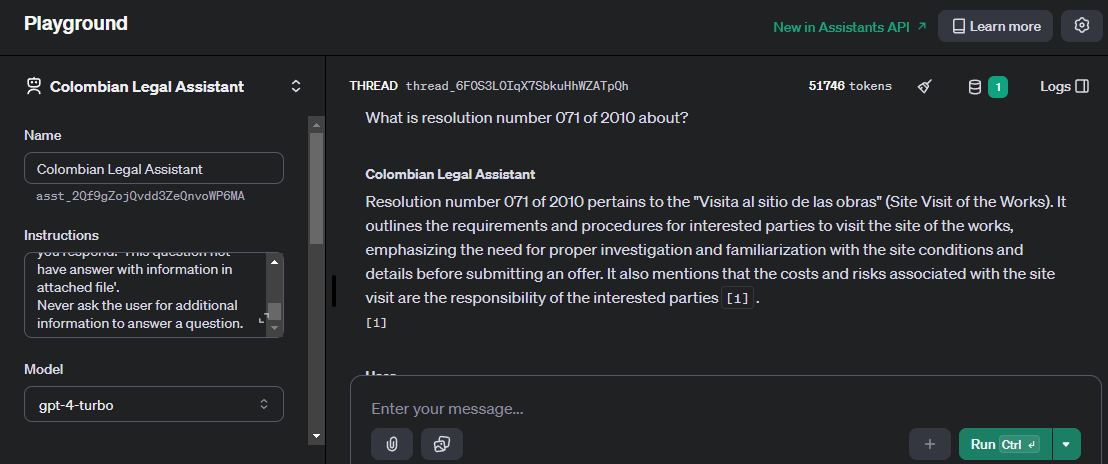 Playground
New in Assistants API ↗
Learn more
Colombian Legal Assistant
Name
Colombian Legal Assistant
asst_2Qf9gZojQvdd3ZeQnvoWP6MA
Instructions
you respond: 'This question not
have answer with information in
attached file'.
Never ask the user for additional
information to answer a question.
Model
gpt-4-turbo
THREAD thread_6FOS3LOIqX7SbkuHhWZATpQh
51746 tokens
1
Logs
What is resolution number 071 of 2010 about?
Colombian Legal Assistant
Resolution number 071 of 2010 pertains to the "Visita al sitio de las obras" (Site Visit of the Works). It
outlines the requirements and procedures for interested parties to visit the site of the works,
emphasizing the need for proper investigation and familiarization with the site conditions and
details before submitting an offer. It also mentions that the costs and risks associated with the site
visit are the responsibility of the interested parties [1] .
[1]
User
Enter your message...
Run Ctrl ↵